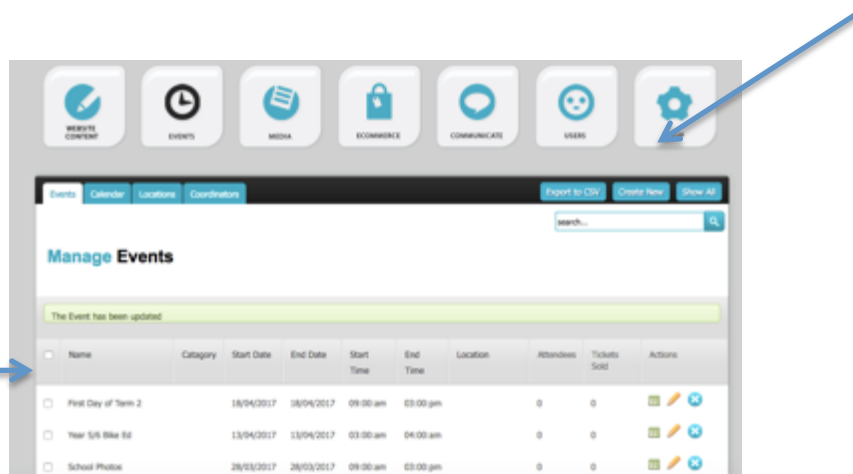 WEBSITE CONTENT
EVENTS
MEDIA
ECOMMERCE
COMMUNICATE
USERS
Events Calendar Locations Coordinators Export to CSV Create New Show All
search...
Manage Events
The Event has been updated
Name Catagory Start Date End Date Start Time End Time Location Attendees Tickets Sold Actions
First Day of Term 2 18/04/2017 18/04/2017 09:00 am 03:00 pm 0 0
Year 5/6 Bike Ed 13/04/2017 13/04/2017 03:00 am 04:00 am 0 0
School Photos 28/03/2017 28/03/2017 09:00 am 03:00 pm 0 0